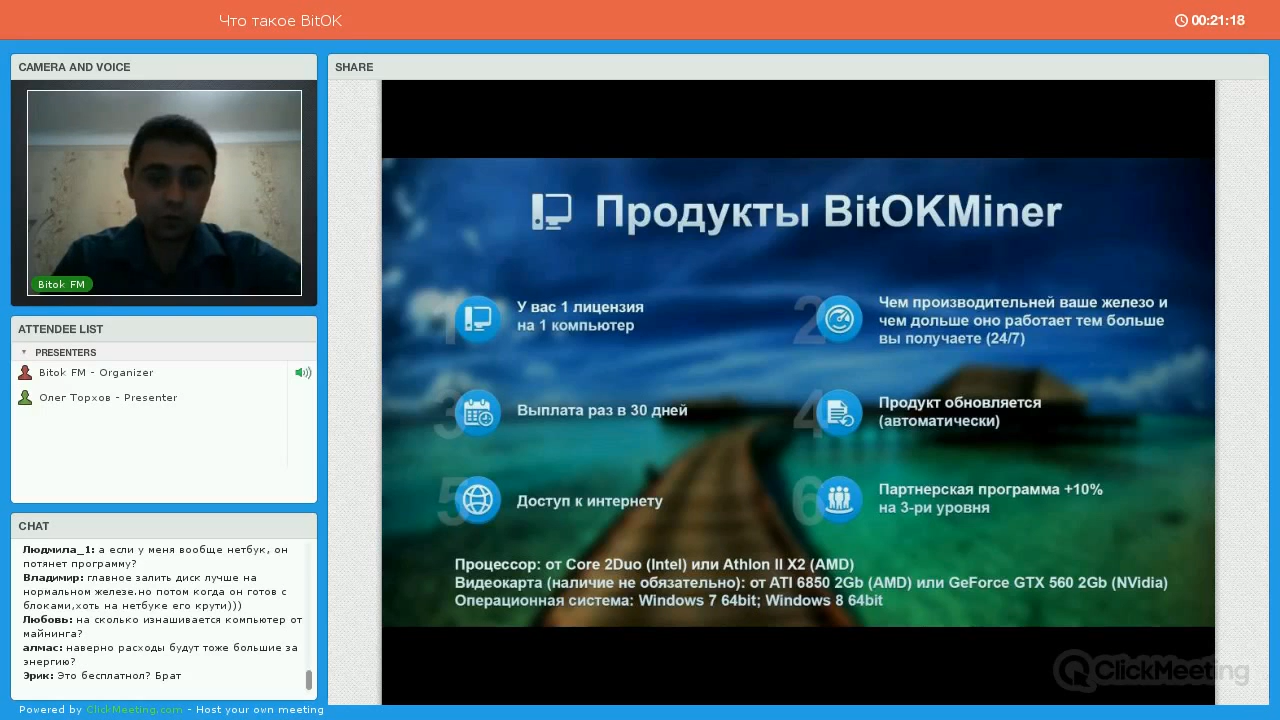 Что такое BitOK
00:21:18
CAMERA AND VOICE
Bitok FM
ATTENDEE LIST
PRESENTERS
Bitok FM - Organizer
Олег Торхов - Presenter
CHAT
Людмила_1: а если у меня вообще нетбук, он
потянет программу?
Владимир: главное залить диск лучше на
нормальном железе.но потом,когда он готов с
блоками,хоть на нетбуке его крути)))
Любовь: на сколько изнашивается компьютер от
майнинга?
алмас: наверно расходы будут тоже большие за
энергию?
Эрик: Это бесплатнол? Брат
Powered by ClickMeeting.com - Host your own meeting
SHARE
Продукты BitOKMiner
1
У вас 1 лицензия
на 1 компьютер
2
Чем производительней ваше железо и
чем дольше оно работает тем больше
вы получаете (24/7)
3
Выплата раз в 30 дней
4
Продукт обновляется
(автоматически)
5
Доступ к интернету
6
Партнерская программа +10%
на 3-ри уровня
Процессор: от Core 2Duo (Intel) или Athlon II X2 (AMD)
Видеокарта (наличие не обязательно): от ATI 6850 2Gb (AMD) или GeForce GTX 560 2Gb (NVidia)
Операционная система: Windows 7 64bit; Windows 8 64bit
ClickMeeting